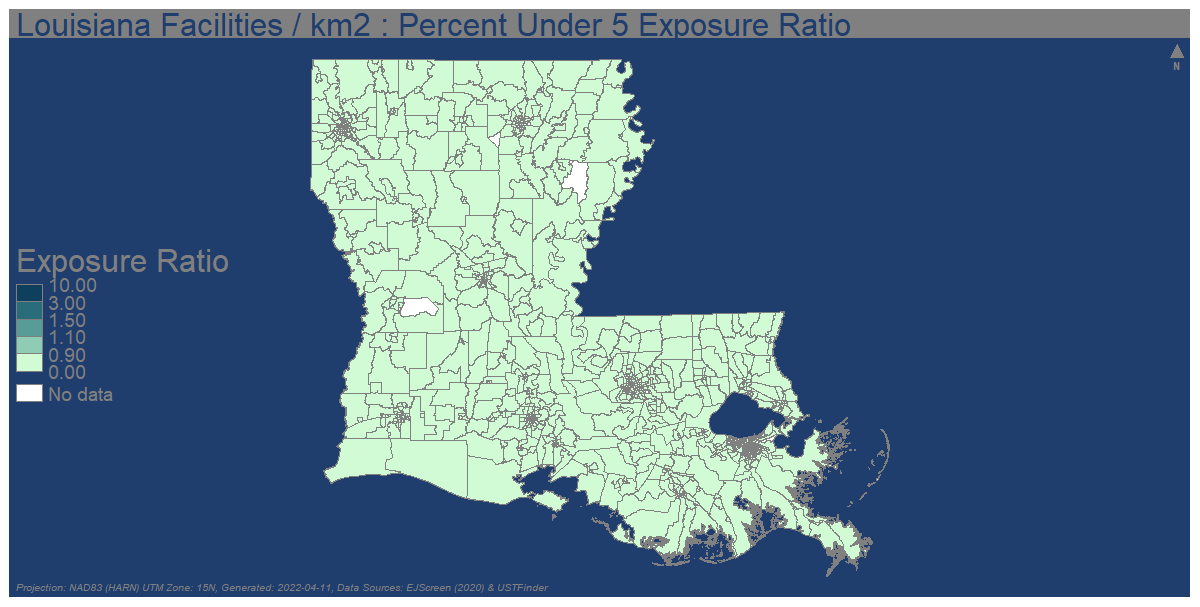 Louisiana Facilities / km2 : Percent Under 5 Exposure Ratio
N
Exposure Ratio
10.00
3.00
1.50
1.10
0.90
0.00
No data
Projection: NAD83 (HARN) UTM Zone: 15N, Generated: 2022-04-11, Data Sources: EJScreen (2020) & USTFinder